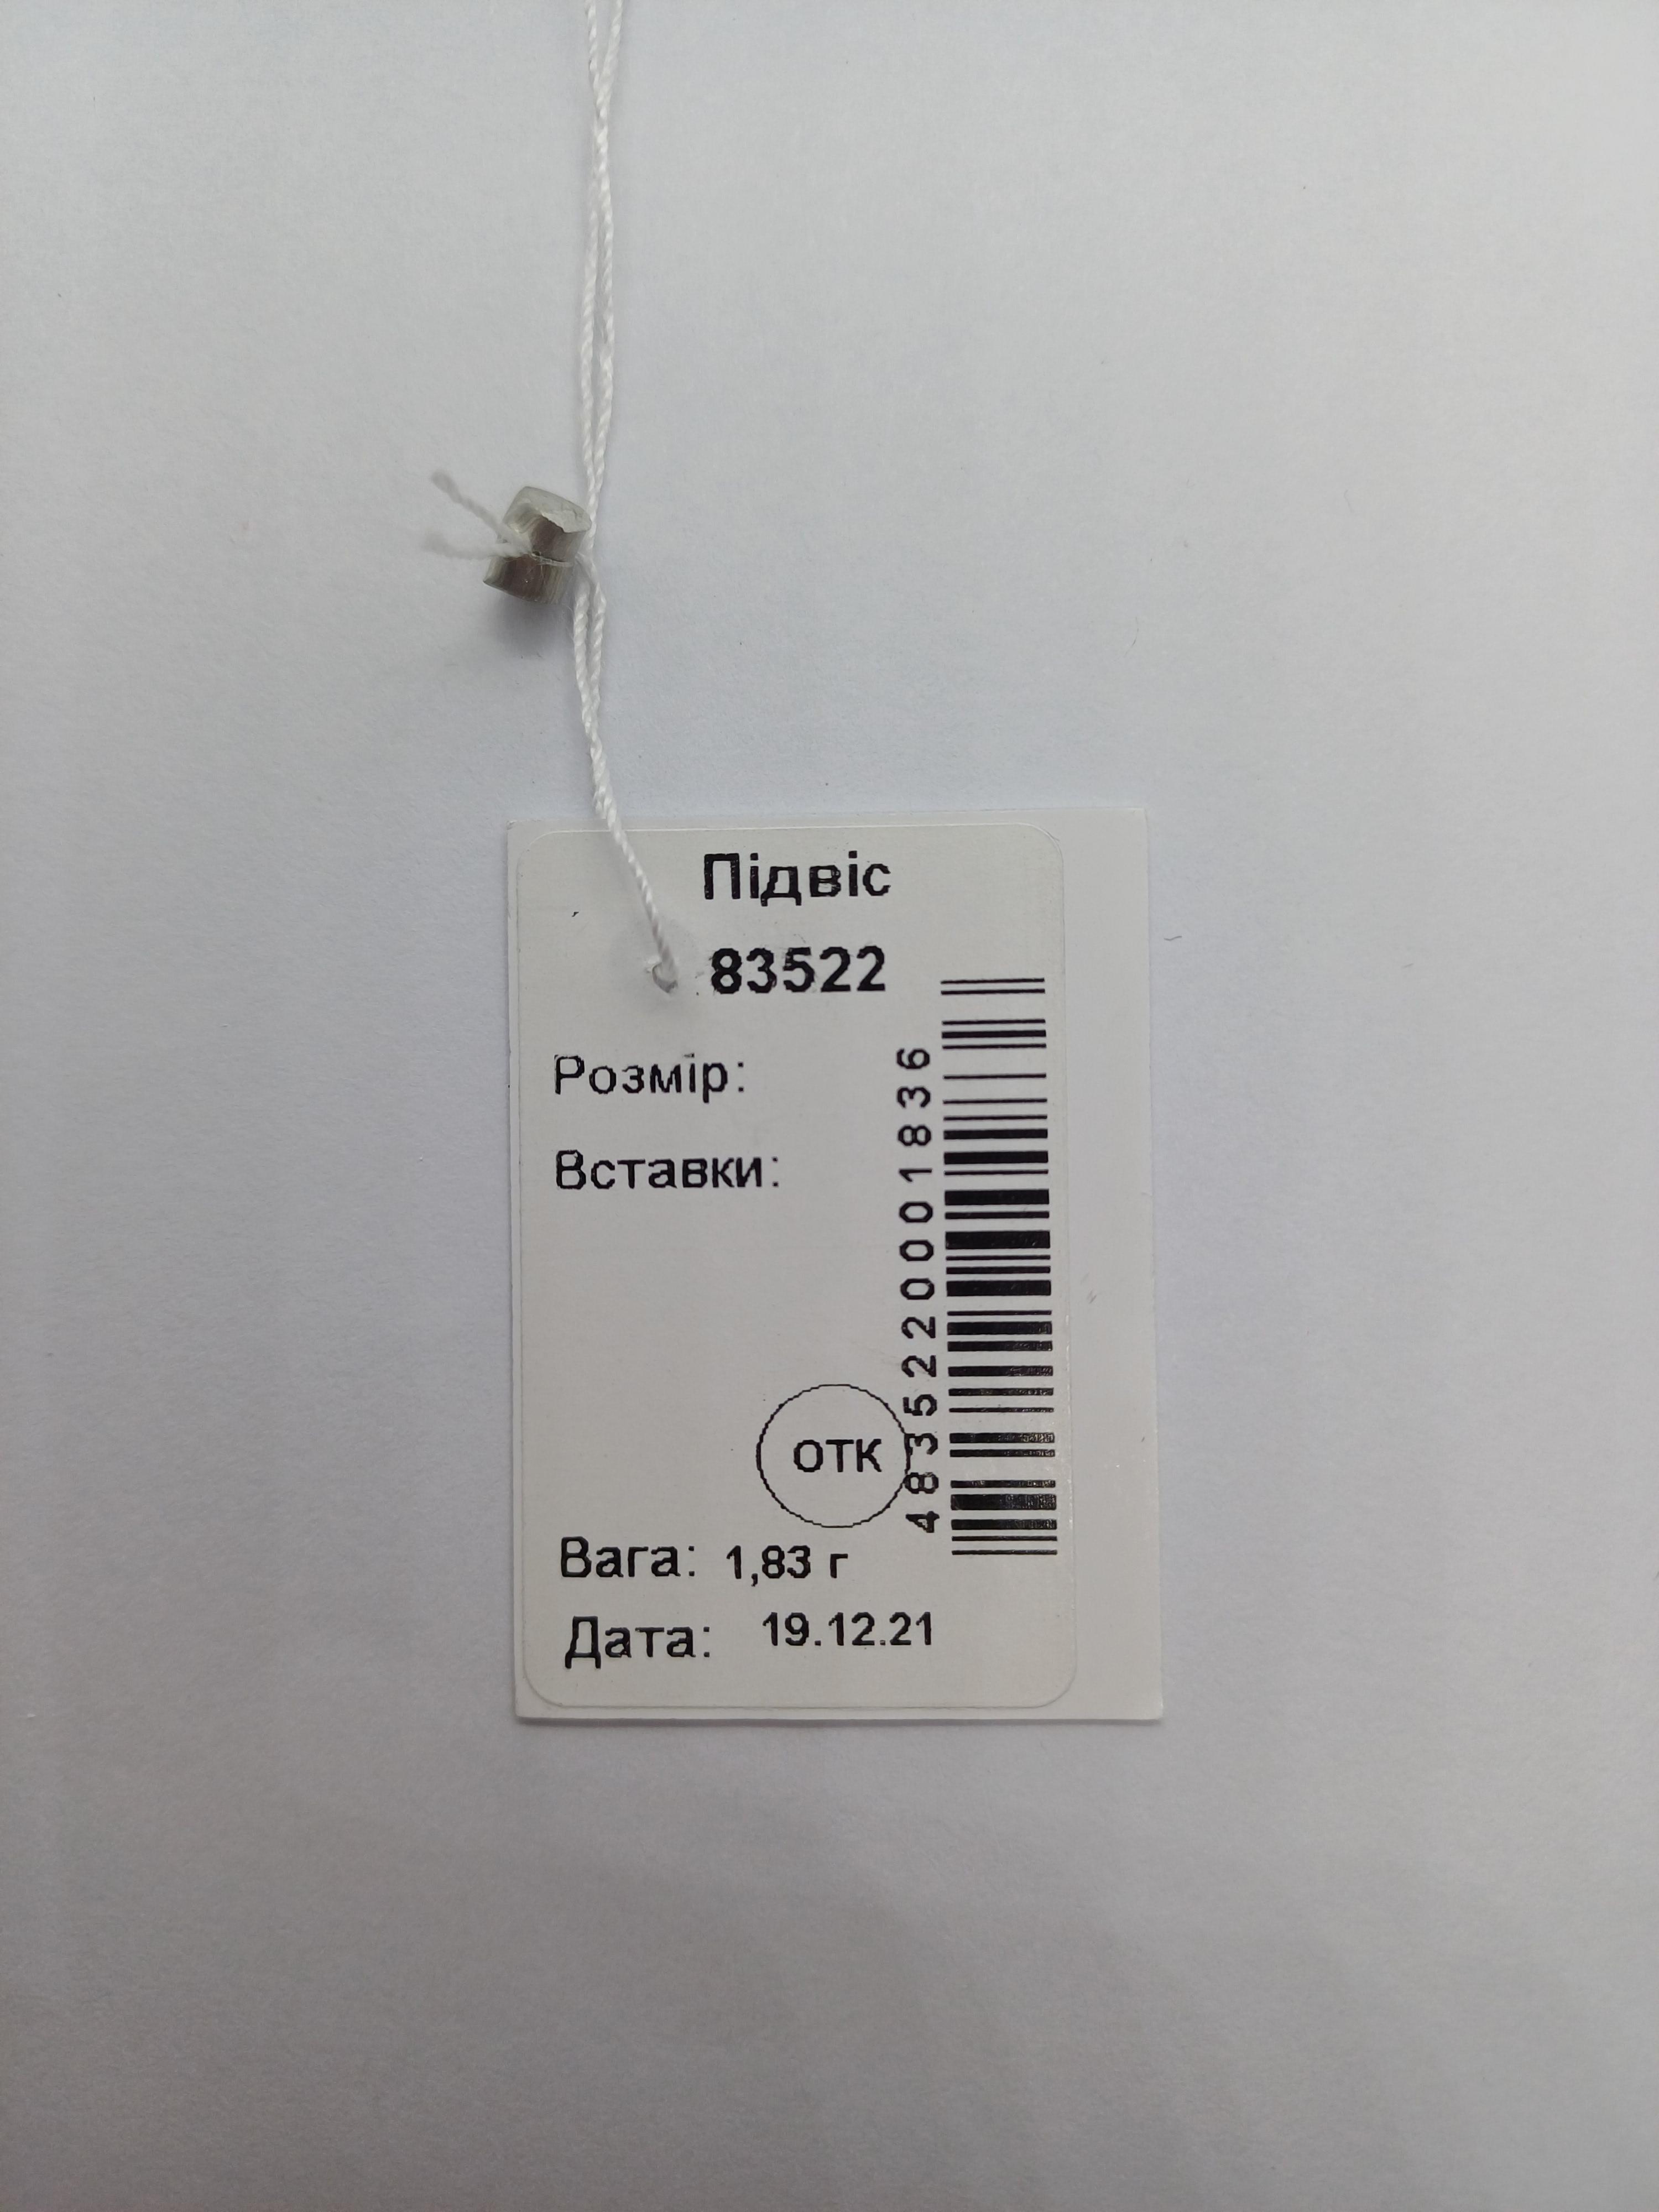 Підвіс
83522
Розмір:
Вставки:
4835220001836
ОТК
Вага: 1,83 г
Дата: 19.12.21